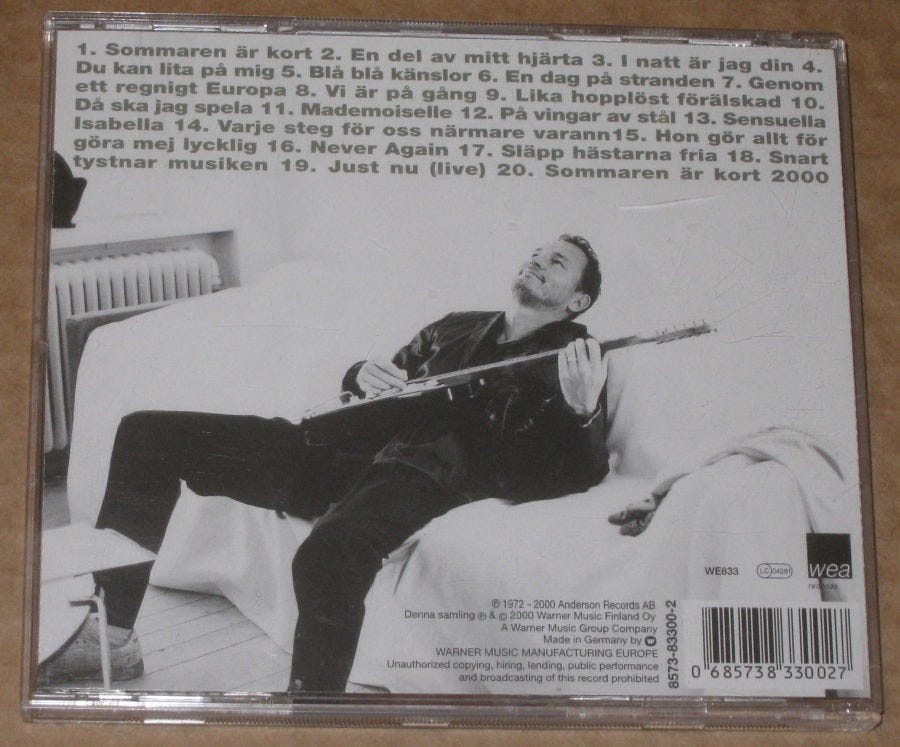 1. Sommaren är kort 2. En del av mitt hjärta 3. I natt är jag din 4.
Du kan lita på mig 5. Blå blå känslor 6. En dag på stranden 7. Genom
ett regnigt Europa 8. Vi är på gång 9. Lika hopplöst förälskad 10.
Då ska jag spela 11. Mademoiselle 12. På vingar av stål 13. Sensuella
Isabella 14. Varje steg för oss närmare varann15. Hon gör allt för
göra mej lycklig 16. Never Again 17. Släpp hästarna fria 18. Snart
tystnar musiken 19. Just nu (live) 20. Sommaren är kort 2000
WE833
LC 04281
wea
records
℗ 1972 - 2000 Anderson Records AB
Denna samling ℗ & © 2000 Warner Music Finland Oy
A Warner Music Group Company
Made in Germany by
WARNER MUSIC MANUFACTURING EUROPE
Unauthorized copying, hiring, lending, public performance
and broadcasting of this record prohibited
8573-83300-2
0 685738 330027